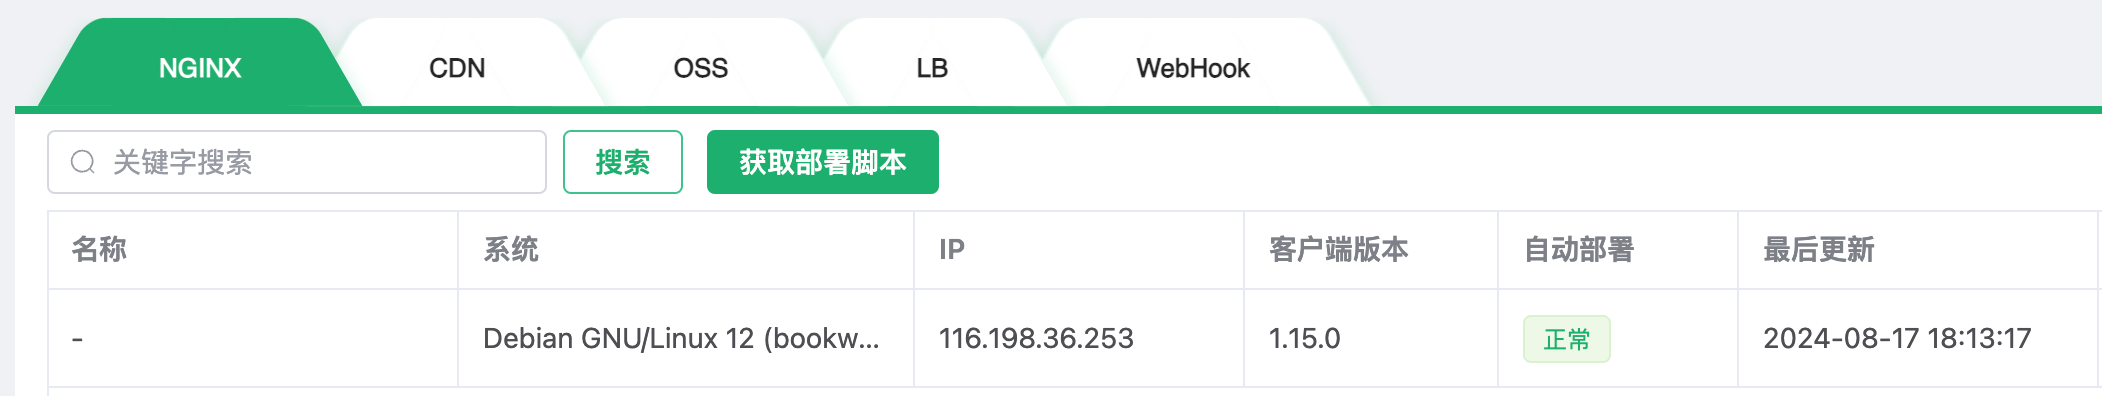 NGINX CDN OSS LB WebHook
关键字搜索 搜索 获取部署脚本
名称 系统 IP 客户端版本 自动部署 最后更新
- Debian GNU/Linux 12 (bookw... 116.198.36.253 1.15.0 正常 2024-08-17 18:13:17